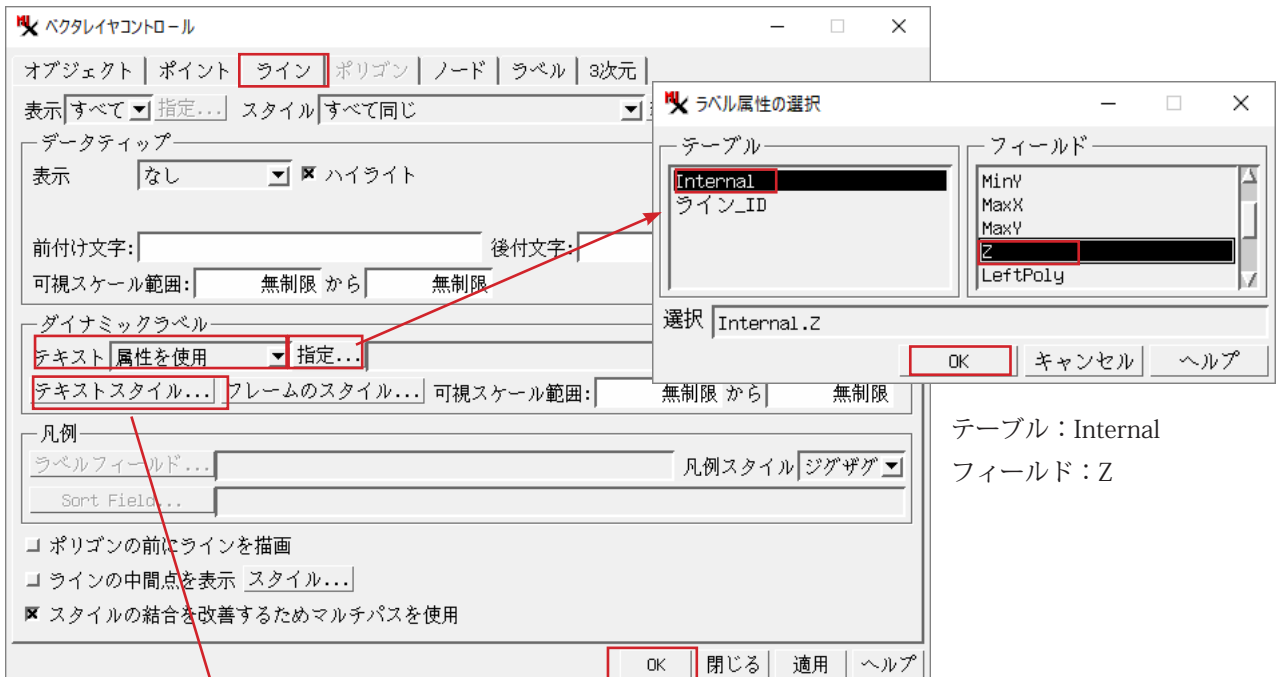 ベクタレイヤコントロール
オブジェクト ポイント ライン ポリゴン ノード ラベル 3次元
表示 すべて 指定... スタイル すべて同じ
データティップ
表示 なし ハイライト
前付け文字: 後付文字:
可視スケール範囲: 無制限 から 無制限
ダイナミックラベル
テキスト 属性を使用 指定...
テキストスタイル... フレームのスタイル... 可視スケール範囲: 無制限 から 無制限
凡例
ラベルフィールド... 凡例スタイル ジグザグ
Sort Field...
ポリゴンの前にラインを描画
ラインの中間点を表示 スタイル...
スタイルの結合を改善するためマルチパスを使用
OK 閉じる 適用 ヘルプ
ラベル属性の選択
テーブル
Internal
ライン_ID
フィールド
MinY
MaxX
MaxY
Z
LeftPoly
選択 Internal.Z
OK キャンセル ヘルプ
テーブル：Internal
フィールド：Z